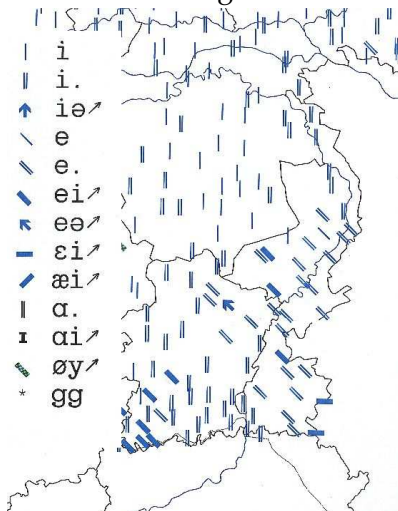 i
i.
iə↗
e
e.
ei↗
eə↗
ɛi↗
æi↗
ɑ.
ɑi↗
øy↗
* gg